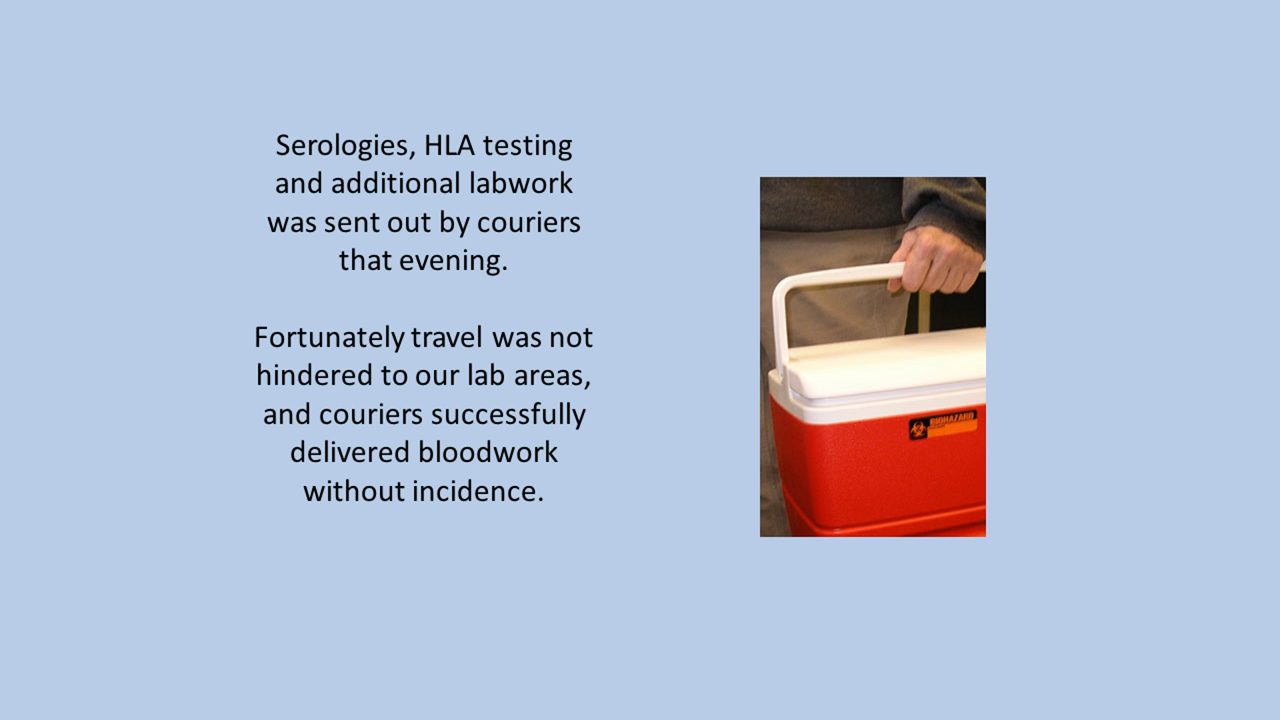 Serologies, HLA testing
and additional labwork
was sent out by couriers
that evening.
Fortunately travel was not
hindered to our lab areas,
and couriers successfully
delivered bloodwork
without incidence.
BIOHAZARD